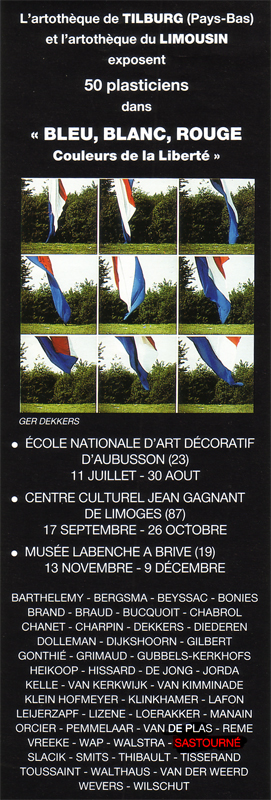 L'artothèque de TILBURG (Pays-Bas)
et l'artothèque du LIMOUSIN
exposent
50 plasticiens
dans
« BLEU, BLANC, ROUGE
Couleurs de la Liberté »
GER DEKKERS
• ÉCOLE NATIONALE D'ART DÉCORATIF
D'AUBUSSON (23)
11 JUILLET - 30 AOUT
• CENTRE CULTUREL JEAN GAGNANT
DE LIMOGES (87)
17 SEPTEMBRE - 26 OCTOBRE
• MUSÉE LABENCHE A BRIVE (19)
13 NOVEMBRE - 9 DÉCEMBRE
BARTHELEMY - BERGSMA - BEYSSAC - BONIES
BRAND - BRAUD - BUCQUOIT - CHABROL
CHANET - CHARPIN - DEKKERS - DIEDEREN
DOLLEMAN - DIJKSHOORN - GILBERT
GONTHIÉ - GRIMAUD - GUBBELS-KERKHOFS
HEIKOOP - HISSARD - DE JONG - JORDA
KELLE - VAN KERKWIJK - VAN KIMMINADE
KLEIN HOFMEYER - KLINKHAMER - LAFON
LEIJERZAPF - LIZENE - LOERAKKER - MANAIN
ORCIER - PEMMELAAR - VAN DE PLAS - REME
VREEKE - WAP - WALSTRA - SASTOURNÉ
SLACIK - SMITS - THIBAULT - TISSERAND
TOUSSAINT - WALTHAUS - VAN DER WEERD
WEVERS - WILSCHUT